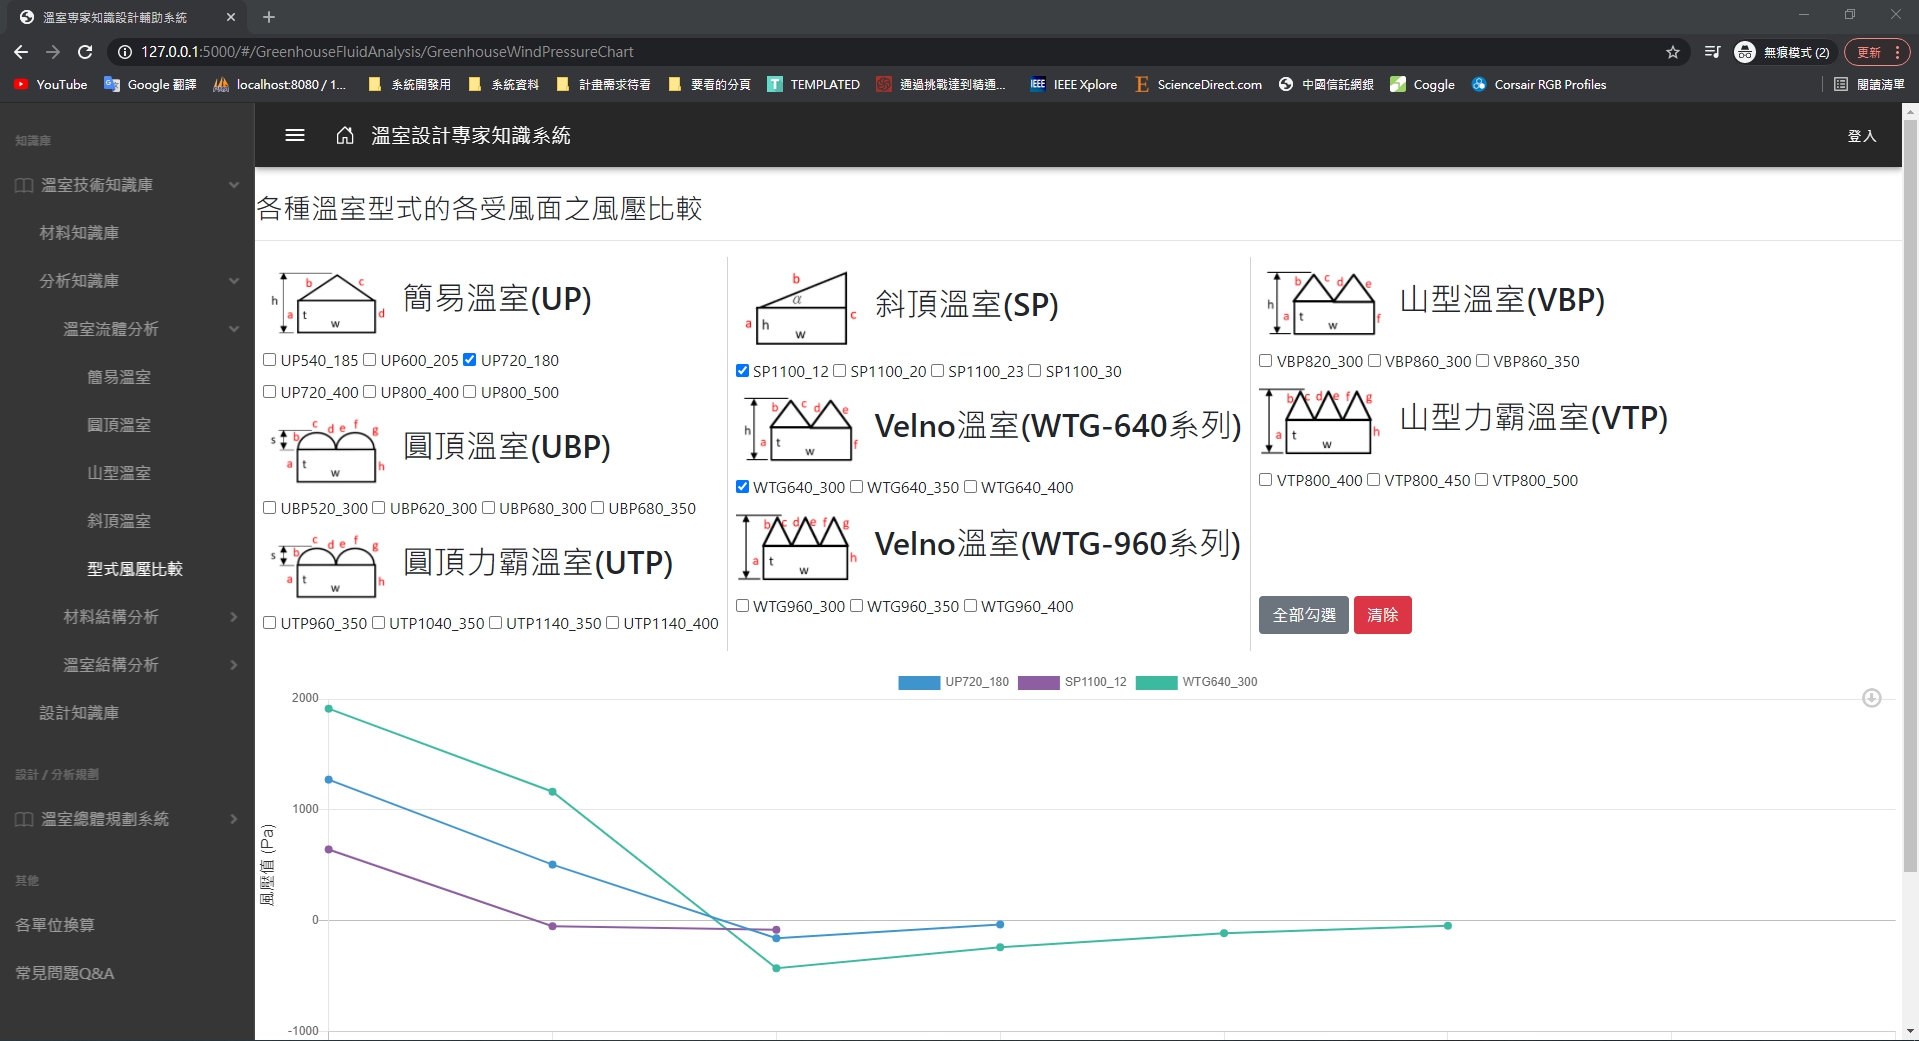 溫室專家知識設計輔助系統
127.0.0.1:5000/#/GreenhouseFluidAnalysis/GreenhouseWindPressureChart
無痕模式 (2)
更新
YouTube
Google 翻譯
localhost:8080 / 1...
系統開發用
系統資料
計畫需求待看
要看的分頁
TEMPLATED
通過挑戰達到精通...
IEEE Xplore
ScienceDirect.com
中國信託網銀
Coggle
Corsair RGB Profiles
閱讀清單
知識庫
溫室技術知識庫
材料知識庫
分析知識庫
溫室流體分析
簡易溫室
圓頂溫室
山型溫室
斜頂溫室
型式風壓比較
材料結構分析
溫室結構分析
設計知識庫
設計 / 分析規劃
溫室總體規劃系統
其他
各單位換算
常見問題Q&A
溫室設計專家知識系統
登入
各種溫室型式的各受風面之風壓比較
h b c a t w d
簡易溫室(UP)
UP540_185 UP600_205 UP720_180
UP720_400 UP800_400 UP800_500
s b c d e f g a t w h
圓頂溫室(UBP)
UBP520_300 UBP620_300 UBP680_300 UBP680_350
s b c d e f g a t w h
圓頂力霸溫室(UTP)
UTP960_350 UTP1040_350 UTP1140_350 UTP1140_400
b α a h w c
斜頂溫室(SP)
SP1100_12 SP1100_20 SP1100_23 SP1100_30
h b c d e a t w f
Velno溫室(WTG-640系列)
WTG640_300 WTG640_350 WTG640_400
b c d e f g a t w h
Velno溫室(WTG-960系列)
WTG960_300 WTG960_350 WTG960_400
h b c d e a t w f
山型溫室(VBP)
VBP820_300 VBP860_300 VBP860_350
b c d e f g a t w h
山型力霸溫室(VTP)
VTP800_400 VTP800_450 VTP800_500
全部勾選
清除
UP720_180 SP1100_12 WTG640_300
風壓值 (Pa)
2000
1000
0
-1000